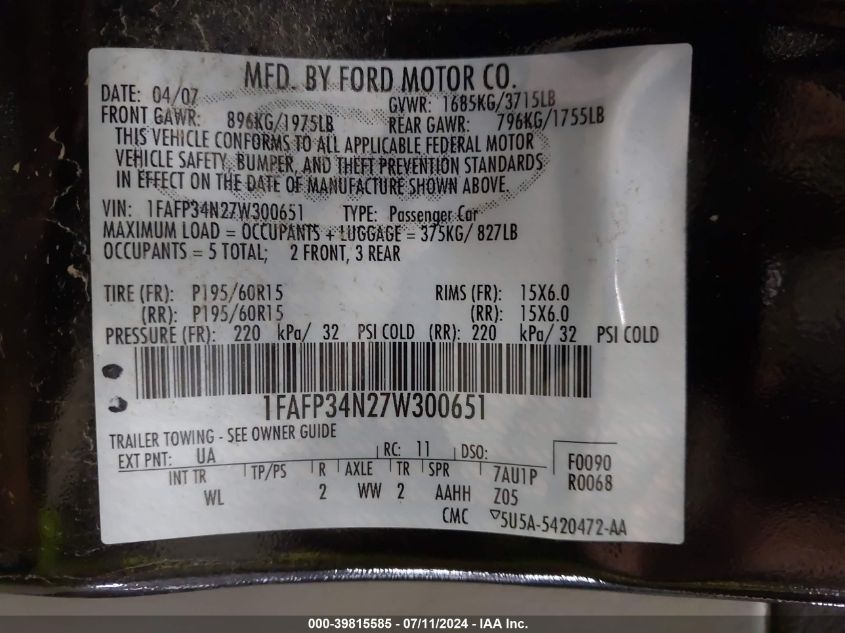 MFD. BY FORD MOTOR CO.
DATE: 04/07 GVWR: 1685KG/3715LB
FRONT GAWR: 896KG/1975LB REAR GAWR: 796KG/1755LB
THIS VEHICLE CONFORMS TO ALL APPLICABLE FEDERAL MOTOR
VEHICLE SAFETY, BUMPER, AND THEFT PREVENTION STANDARDS
IN EFFECT ON THE DATE OF MANUFACTURE SHOWN ABOVE.
VIN: 1FAFP34N27W300651 TYPE: Passenger Car
MAXIMUM LOAD = OCCUPANTS + LUGGAGE = 375KG/ 827LB
OCCUPANTS = 5 TOTAL; 2 FRONT, 3 REAR
TIRE (FR): P195/60R15 RIMS (FR): 15X6.0
(RR): P195/60R15 (RR): 15X6.0
PRESSURE (FR): 220 kPa/ 32 PSI COLD (RR): 220 kPa/ 32 PSI COLD
1FAFP34N27W300651
TRAILER TOWING - SEE OWNER GUIDE
EXT PNT: UA RC: 11 DSO: F0090
INT TR TP/PS R AXLE TR SPR 7AU1P R0068
WL 2 WW 2 AAHH Z05
CMC ▽5U5A-5420472-AA
000-39815585 - 07/11/2024 - IAA Inc.